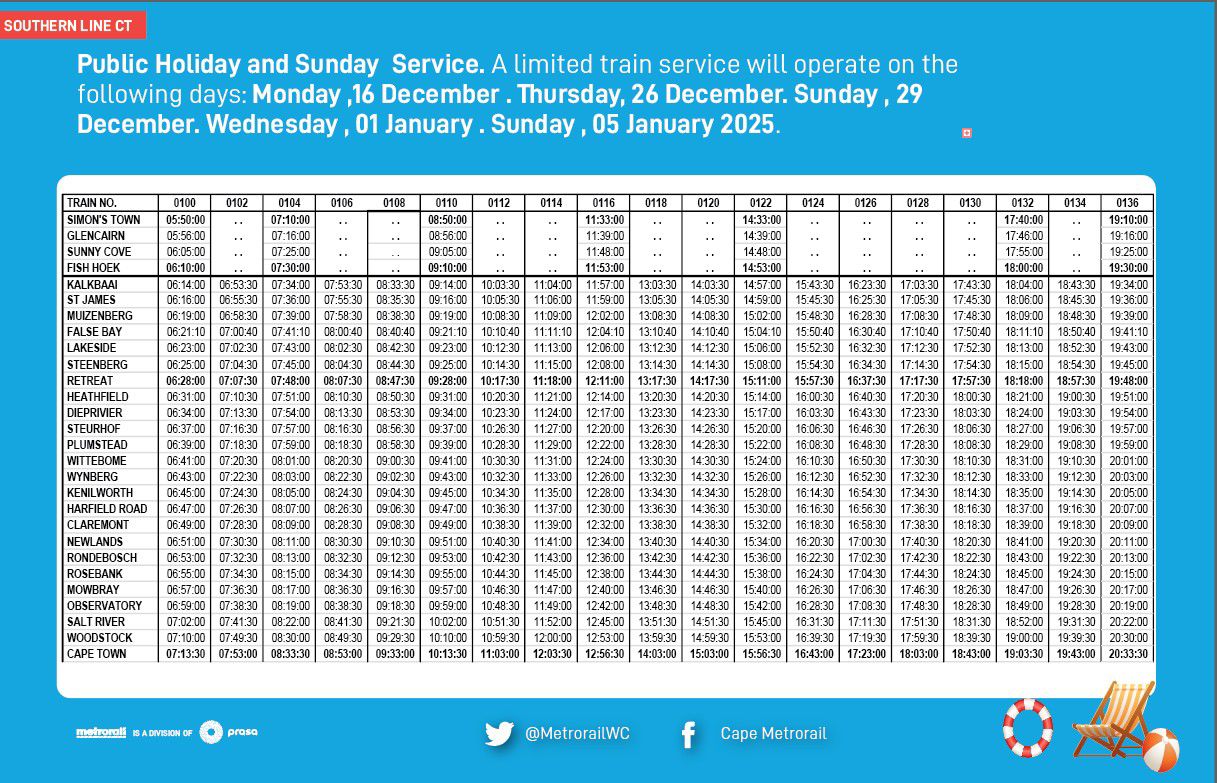 SOUTHERN LINE CT
Public Holiday and Sunday Service. A limited train service will operate on the
following days: Monday ,16 December . Thursday, 26 December. Sunday , 29
December. Wednesday , 01 January . Sunday , 05 January 2025.
TRAIN NO. 0100 0102 0104 0106 0108 0110 0112 0114 0116 0118 0120 0122 0124 0126 0128 0130 0132 0134 0136
SIMON'S TOWN 05:50:00 .. 07:10:00 .. .. 08:50:00 .. .. 11:33:00 .. .. 14:33:00 .. .. .. .. 17:40:00 .. 19:10:00
GLENCAIRN 05:56:00 .. 07:16:00 .. .. 08:56:00 .. .. 11:39:00 .. .. 14:39:00 .. .. .. .. 17:46:00 .. 19:16:00
SUNNY COVE 06:05:00 .. 07:25:00 .. .. 09:05:00 .. .. 11:48:00 .. .. 14:48:00 .. .. .. .. 17:55:00 .. 19:25:00
FISH HOEK 06:10:00 .. 07:30:00 .. .. 09:10:00 .. .. 11:53:00 .. .. 14:53:00 .. .. .. .. 18:00:00 .. 19:30:00
KALKBAAI 06:14:00 06:53:30 07:34:00 07:53:30 08:33:30 09:14:00 10:03:30 11:04:00 11:57:00 13:03:30 14:03:30 14:57:00 15:43:30 16:23:30 17:03:30 17:43:30 18:04:00 18:43:30 19:34:00
ST JAMES 06:16:00 06:55:30 07:36:00 07:55:30 08:35:30 09:16:00 10:05:30 11:06:00 11:59:00 13:05:30 14:05:30 14:59:00 15:45:30 16:25:30 17:05:30 17:45:30 18:06:00 18:45:30 19:36:00
MUIZENBERG 06:19:00 06:58:30 07:39:00 07:58:30 08:38:30 09:19:00 10:08:30 11:09:00 12:02:00 13:08:30 14:08:30 15:02:00 15:48:30 16:28:30 17:08:30 17:48:30 18:09:00 18:48:30 19:39:00
FALSE BAY 06:21:10 07:00:40 07:41:10 08:00:40 08:40:40 09:21:10 10:10:40 11:11:10 12:04:10 13:10:40 14:10:40 15:04:10 15:50:40 16:30:40 17:10:40 17:50:40 18:11:10 18:50:40 19:41:10
LAKESIDE 06:23:00 07:02:30 07:43:00 08:02:30 08:42:30 09:23:00 10:12:30 11:13:00 12:06:00 13:12:30 14:12:30 15:06:00 15:52:30 16:32:30 17:12:30 17:52:30 18:13:00 18:52:30 19:43:00
STEENBERG 06:25:00 07:04:30 07:45:00 08:04:30 08:44:30 09:25:00 10:14:30 11:15:00 12:08:00 13:14:30 14:14:30 15:08:00 15:54:30 16:34:30 17:14:30 17:54:30 18:15:00 18:54:30 19:45:00
RETREAT 06:28:00 07:07:30 07:48:00 08:07:30 08:47:30 09:28:00 10:17:30 11:18:00 12:11:00 13:17:30 14:17:30 15:11:00 15:57:30 16:37:30 17:17:30 17:57:30 18:18:00 18:57:30 19:48:00
HEATHFIELD 06:31:00 07:10:30 07:51:00 08:10:30 08:50:30 09:31:00 10:20:30 11:21:00 12:14:00 13:20:30 14:20:30 15:14:00 16:00:30 16:40:30 17:20:30 18:00:30 18:21:00 19:00:30 19:51:00
DIEPRIVIER 06:34:00 07:13:30 07:54:00 08:13:30 08:53:30 09:34:00 10:23:30 11:24:00 12:17:00 13:23:30 14:23:30 15:17:00 16:03:30 16:43:30 17:23:30 18:03:30 18:24:00 19:03:30 19:54:00
STEURHOF 06:37:00 07:16:30 07:57:00 08:16:30 08:56:30 09:37:00 10:26:30 11:27:00 12:20:00 13:26:30 14:26:30 15:20:00 16:06:30 16:46:30 17:26:30 18:06:30 18:27:00 19:06:30 19:57:00
PLUMSTEAD 06:39:00 07:18:30 07:59:00 08:18:30 08:58:30 09:39:00 10:28:30 11:29:00 12:22:00 13:28:30 14:28:30 15:22:00 16:08:30 16:48:30 17:28:30 18:08:30 18:29:00 19:08:30 19:59:00
WITTEBOME 06:41:00 07:20:30 08:01:00 08:20:30 09:00:30 09:41:00 10:30:30 11:31:00 12:24:00 13:30:30 14:30:30 15:24:00 16:10:30 16:50:30 17:30:30 18:10:30 18:31:00 19:10:30 20:01:00
WYNBERG 06:43:00 07:22:30 08:03:00 08:22:30 09:02:30 09:43:00 10:32:30 11:33:00 12:26:00 13:32:30 14:32:30 15:26:00 16:12:30 16:52:30 17:32:30 18:12:30 18:33:00 19:12:30 20:03:00
KENILWORTH 06:45:00 07:24:30 08:05:00 08:24:30 09:04:30 09:45:00 10:34:30 11:35:00 12:28:00 13:34:30 14:34:30 15:28:00 16:14:30 16:54:30 17:34:30 18:14:30 18:35:00 19:14:30 20:05:00
HARFIELD ROAD 06:47:00 07:26:30 08:07:00 08:26:30 09:06:30 09:47:00 10:36:30 11:37:00 12:30:00 13:36:30 14:36:30 15:30:00 16:16:30 16:56:30 17:36:30 18:16:30 18:37:00 19:16:30 20:07:00
CLAREMONT 06:49:00 07:28:30 08:09:00 08:28:30 09:08:30 09:49:00 10:38:30 11:39:00 12:32:00 13:38:30 14:38:30 15:32:00 16:18:30 16:58:30 17:38:30 18:18:30 18:39:00 19:18:30 20:09:00
NEWLANDS 06:51:00 07:30:30 08:11:00 08:30:30 09:10:30 09:51:00 10:40:30 11:41:00 12:34:00 13:40:30 14:40:30 15:34:00 16:20:30 17:00:30 17:40:30 18:20:30 18:41:00 19:20:30 20:11:00
RONDEBOSCH 06:53:00 07:32:30 08:13:00 08:32:30 09:12:30 09:53:00 10:42:30 11:43:00 12:36:00 13:42:30 14:42:30 15:36:00 16:22:30 17:02:30 17:42:30 18:22:30 18:43:00 19:22:30 20:13:00
ROSEBANK 06:55:00 07:34:30 08:15:00 08:34:30 09:14:30 09:55:00 10:44:30 11:45:00 12:38:00 13:44:30 14:44:30 15:38:00 16:24:30 17:04:30 17:44:30 18:24:30 18:45:00 19:24:30 20:15:00
MOWBRAY 06:57:00 07:36:30 08:17:00 08:36:30 09:16:30 09:57:00 10:46:30 11:47:00 12:40:00 13:46:30 14:46:30 15:40:00 16:26:30 17:06:30 17:46:30 18:26:30 18:47:00 19:26:30 20:17:00
OBSERVATORY 06:59:00 07:38:30 08:19:00 08:38:30 09:18:30 09:59:00 10:48:30 11:49:00 12:42:00 13:48:30 14:48:30 15:42:00 16:28:30 17:08:30 17:48:30 18:28:30 18:49:00 19:28:30 20:19:00
SALT RIVER 07:02:00 07:41:30 08:22:00 08:41:30 09:21:30 10:02:00 10:51:30 11:52:00 12:45:00 13:51:30 14:51:30 15:45:00 16:31:30 17:11:30 17:51:30 18:31:30 18:52:00 19:31:30 20:22:00
WOODSTOCK 07:10:00 07:49:30 08:30:00 08:49:30 09:29:30 10:10:00 10:59:30 12:00:00 12:53:00 13:59:30 14:59:30 15:53:00 16:39:30 17:19:30 17:59:30 18:39:30 19:00:00 19:39:30 20:30:00
CAPE TOWN 07:13:30 07:53:00 08:33:30 08:53:00 09:33:00 10:13:30 11:03:00 12:03:30 12:56:30 14:03:00 15:03:00 15:56:30 16:43:00 17:23:00 18:03:00 18:43:00 19:03:30 19:43:00 20:33:30
metrorail IS A DIVISION OF prasa
@MetrorailWC
Cape Metrorail